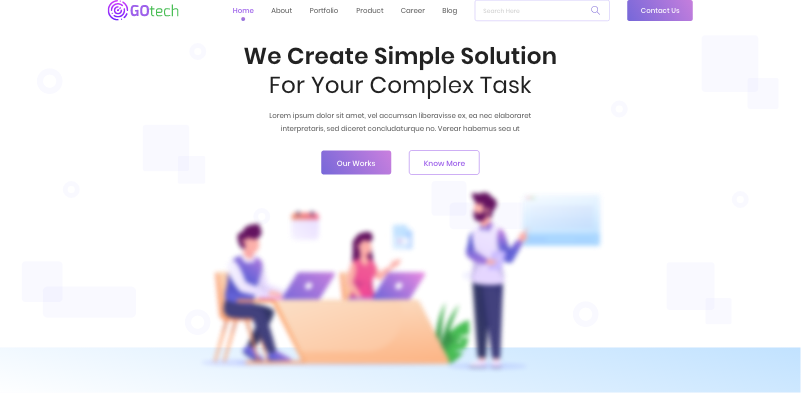 GOtech
Home About Portfolio Product Career Blog Search Here Contact Us
We Create Simple Solution
For Your Complex Task
Lorem ipsum dolor sit amet, vel accumsan liberavisse ex, ea nec elaboraret
interpretaris, sed diceret concludaturque no. Verear habemus sea ut
Our Works Know More